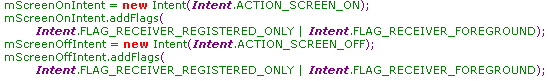 mScreenOnIntent = new Intent(Intent.ACTION_SCREEN_ON);
mScreenOnIntent.addFlags(
Intent.FLAG_RECEIVER_REGISTERED_ONLY | Intent.FLAG_RECEIVER_FOREGROUND);
mScreenOffIntent = new Intent(Intent.ACTION_SCREEN_OFF);
mScreenOffIntent.addFlags(
Intent.FLAG_RECEIVER_REGISTERED_ONLY | Intent.FLAG_RECEIVER_FOREGROUND);